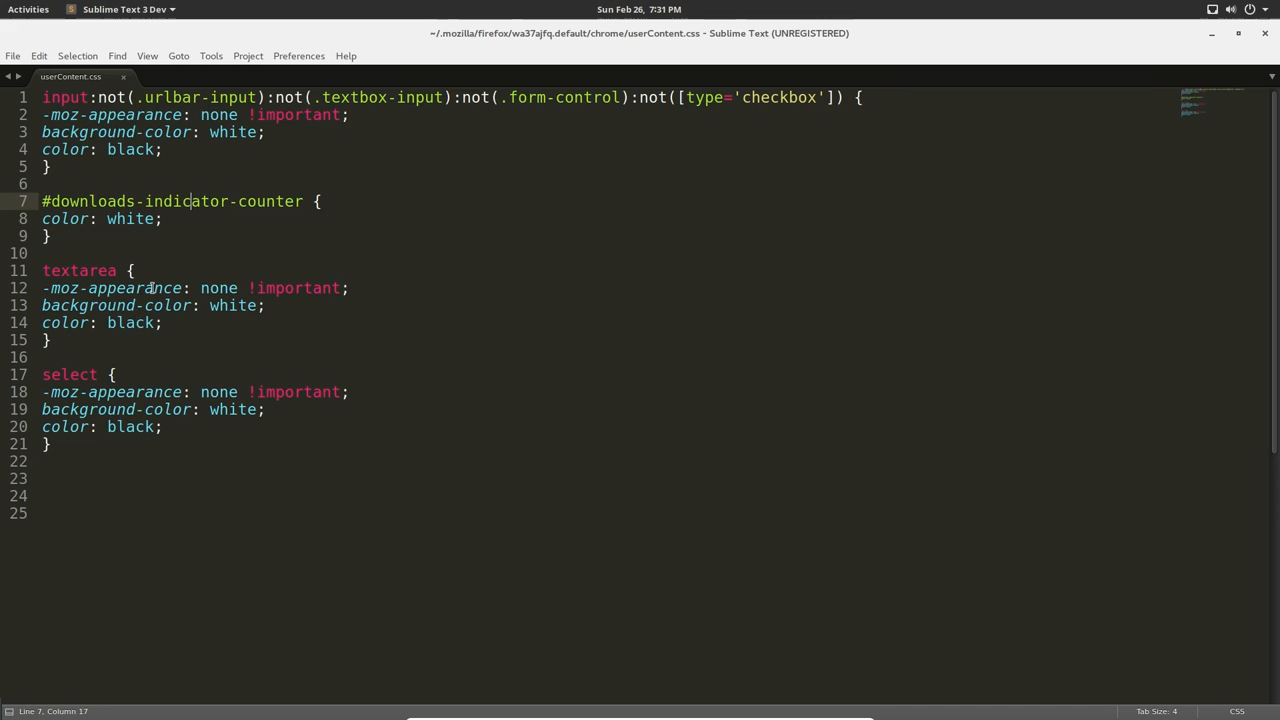 Activities Sublime Text 3 Dev Sun Feb 26, 7:31 PM
~/.mozilla/firefox/wa37ajfq.default/chrome/userContent.css - Sublime Text (UNREGISTERED)
File Edit Selection Find View Goto Tools Project Preferences Help
userContent.css
1 input:not(.urlbar-input):not(.textbox-input):not(.form-control):not([type='checkbox']) {
2 -moz-appearance: none !important;
3 background-color: white;
4 color: black;
5 }
6
7 #downloads-indicator-counter {
8 color: white;
9 }
10
11 textarea {
12 -moz-appearance: none !important;
13 background-color: white;
14 color: black;
15 }
16
17 select {
18 -moz-appearance: none !important;
19 background-color: white;
20 color: black;
21 }
22
23
24
25
Line 7, Column 17 Tab Size: 4 CSS